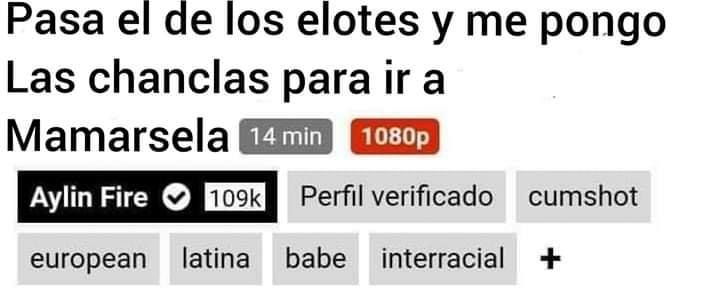 Pasa el de los elotes y me pongo
Las chanclas para ir a
Mamarsela 14 min 1080p
Aylin Fire 109k Perfil verificado cumshot
european latina babe interracial +